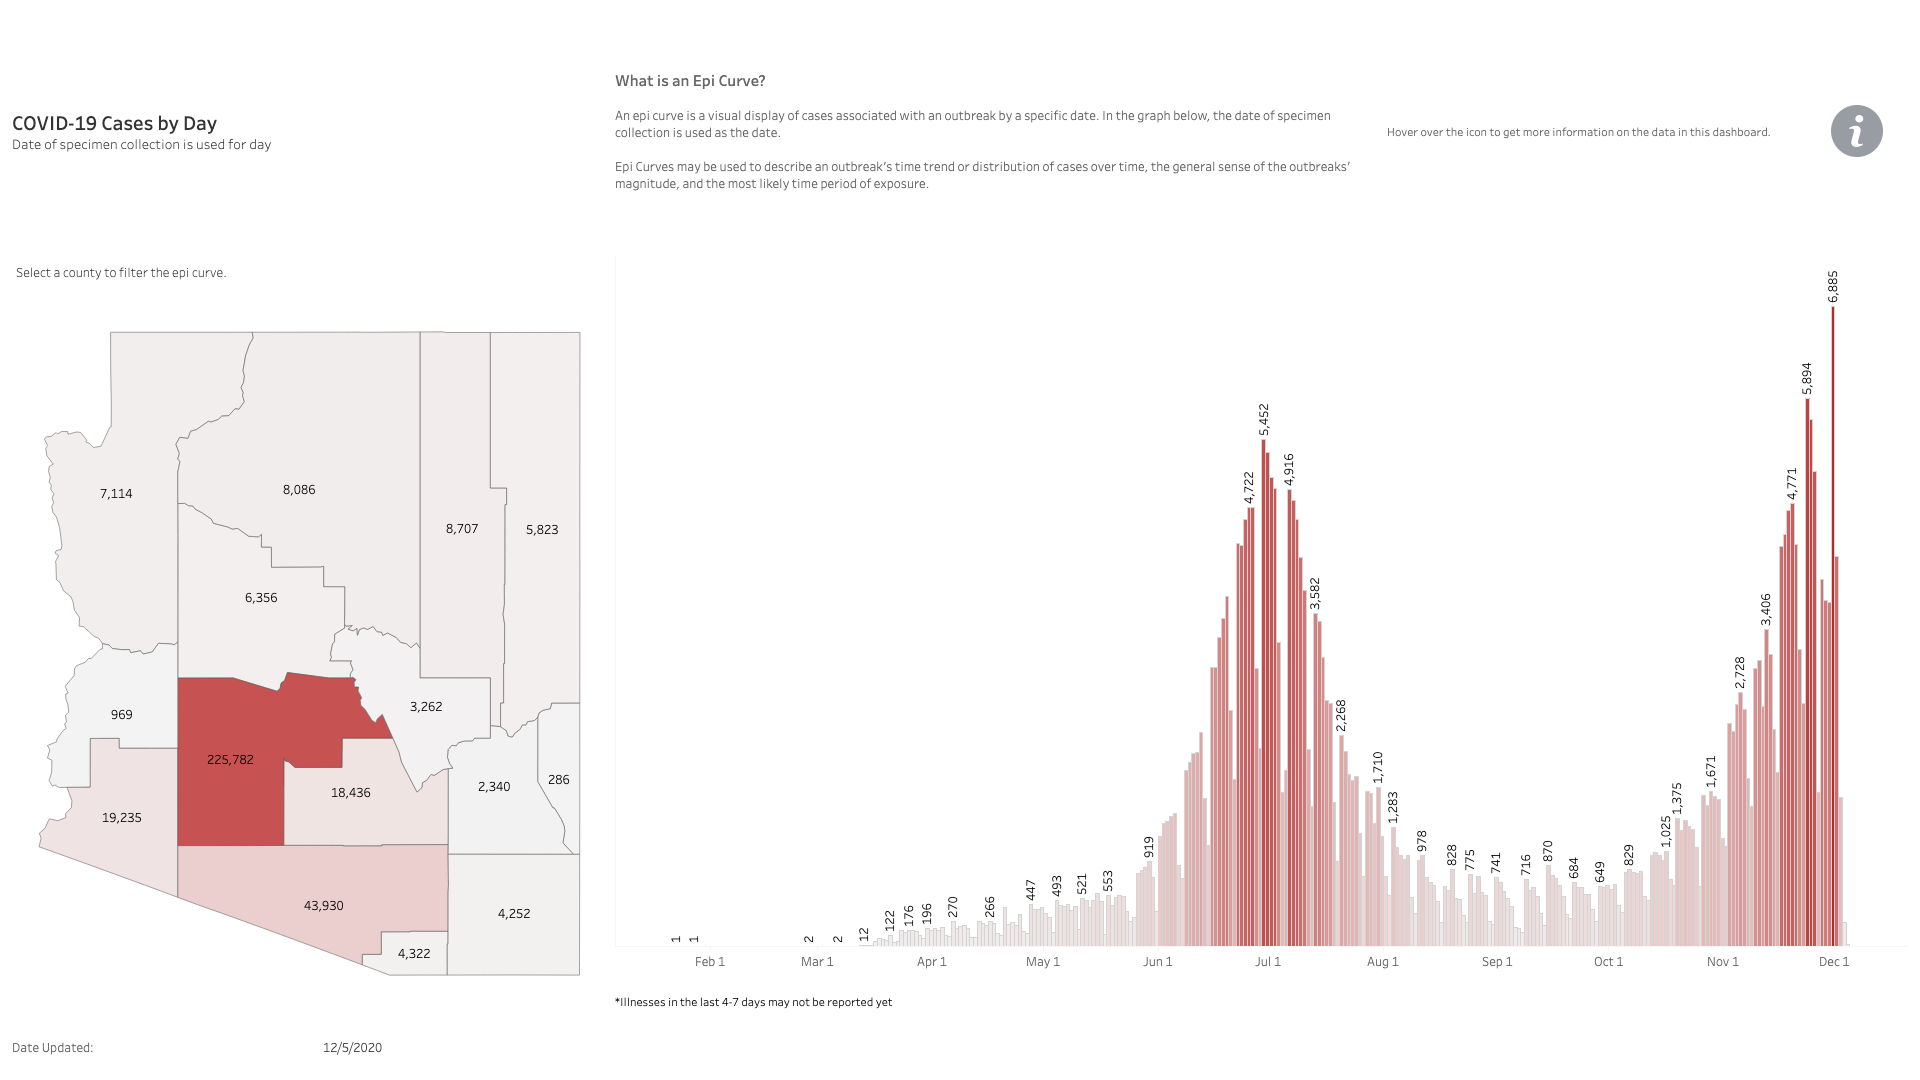 What is an Epi Curve?
COVID-19 Cases by Day
Date of specimen collection is used for day
An epi curve is a visual display of cases associated with an outbreak by a specific date. In the graph below, the date of specimen
collection is used as the date.
Epi Curves may be used to describe an outbreak's time trend or distribution of cases over time, the general sense of the outbreaks'
magnitude, and the most likely time period of exposure.
Hover over the icon to get more information on the data in this dashboard.
i
Select a county to filter the epi curve.
7,114
8,086
8,707
5,823
6,356
969
3,262
225,782
2,340
286
18,436
19,235
43,930
4,252
4,322
1
1
2
2
12
122
176
196
270
266
447
493
521
553
919
4,722
5,452
4,916
3,582
2,268
1,710
1,283
978
828
775
741
716
870
684
649
829
1,025
1,375
1,671
2,728
3,406
4,771
5,894
6,885
Feb 1
Mar 1
Apr 1
May 1
Jun 1
Jul 1
Aug 1
Sep 1
Oct 1
Nov 1
Dec 1
*Illnesses in the last 4-7 days may not be reported yet
Date Updated:
12/5/2020